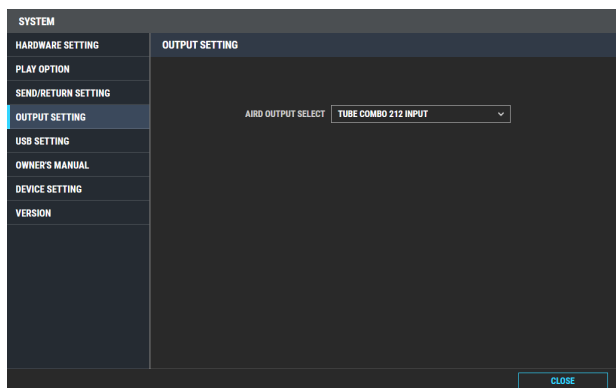 SYSTEM
HARDWARE SETTING
OUTPUT SETTING
PLAY OPTION
SEND/RETURN SETTING
OUTPUT SETTING
AIRD OUTPUT SELECT TUBE COMBO 212 INPUT
USB SETTING
OWNER'S MANUAL
DEVICE SETTING
VERSION
CLOSE